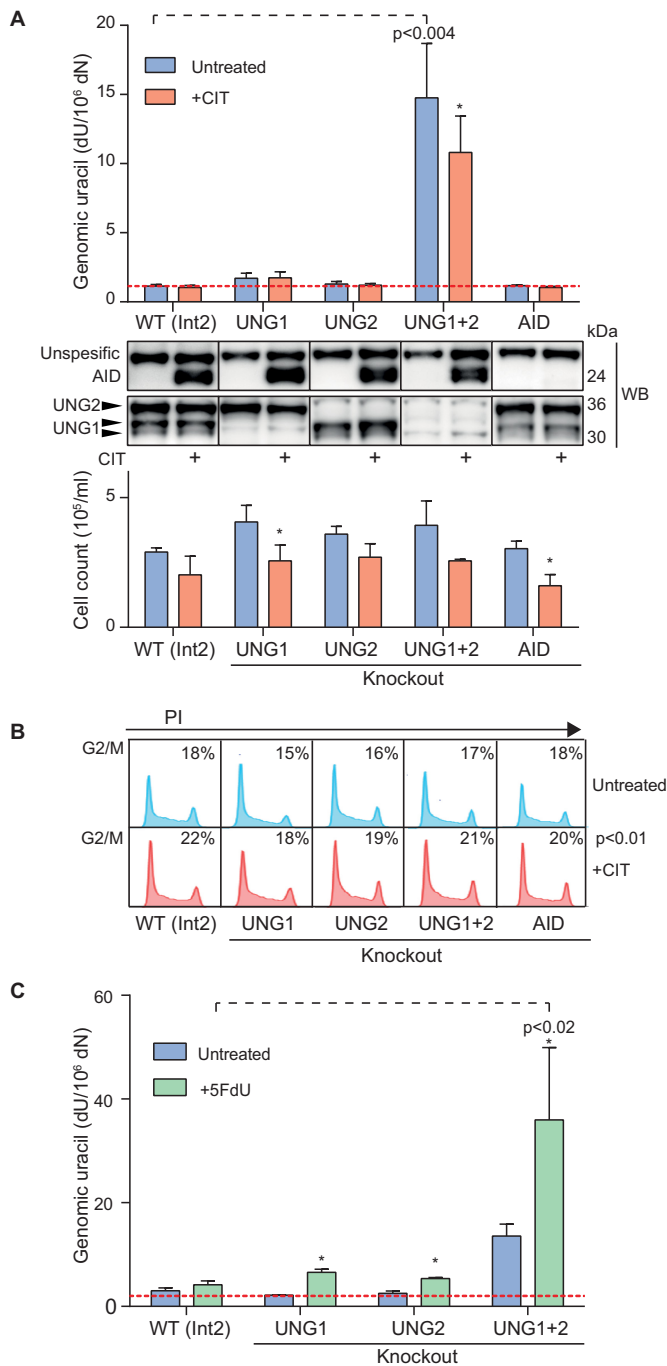 A
20
p<0.004
Untreated
+CIT
*
15
10
5
0
Genomic uracil (dU/10⁶ dN)
WT (Int2) UNG1 UNG2 UNG1+2 AID
kDa
Unspesific
AID
24
UNG2
36
UNG1
30
WB
CIT + + + + +
5
0
Cell count (10⁵/ml)
* *
WT (Int2) UNG1 UNG2 UNG1+2 AID
Knockout
B
PI
G2/M 18% 15% 16% 17% 18% Untreated
G2/M 22% 18% 19% 21% 20% p<0.01
+CIT
WT (Int2) UNG1 UNG2 UNG1+2 AID
Knockout
C
60
p<0.02
*
Untreated
+5FdU
40
20
0
Genomic uracil (dU/10⁶ dN)
* *
WT (Int2) UNG1 UNG2 UNG1+2
Knockout